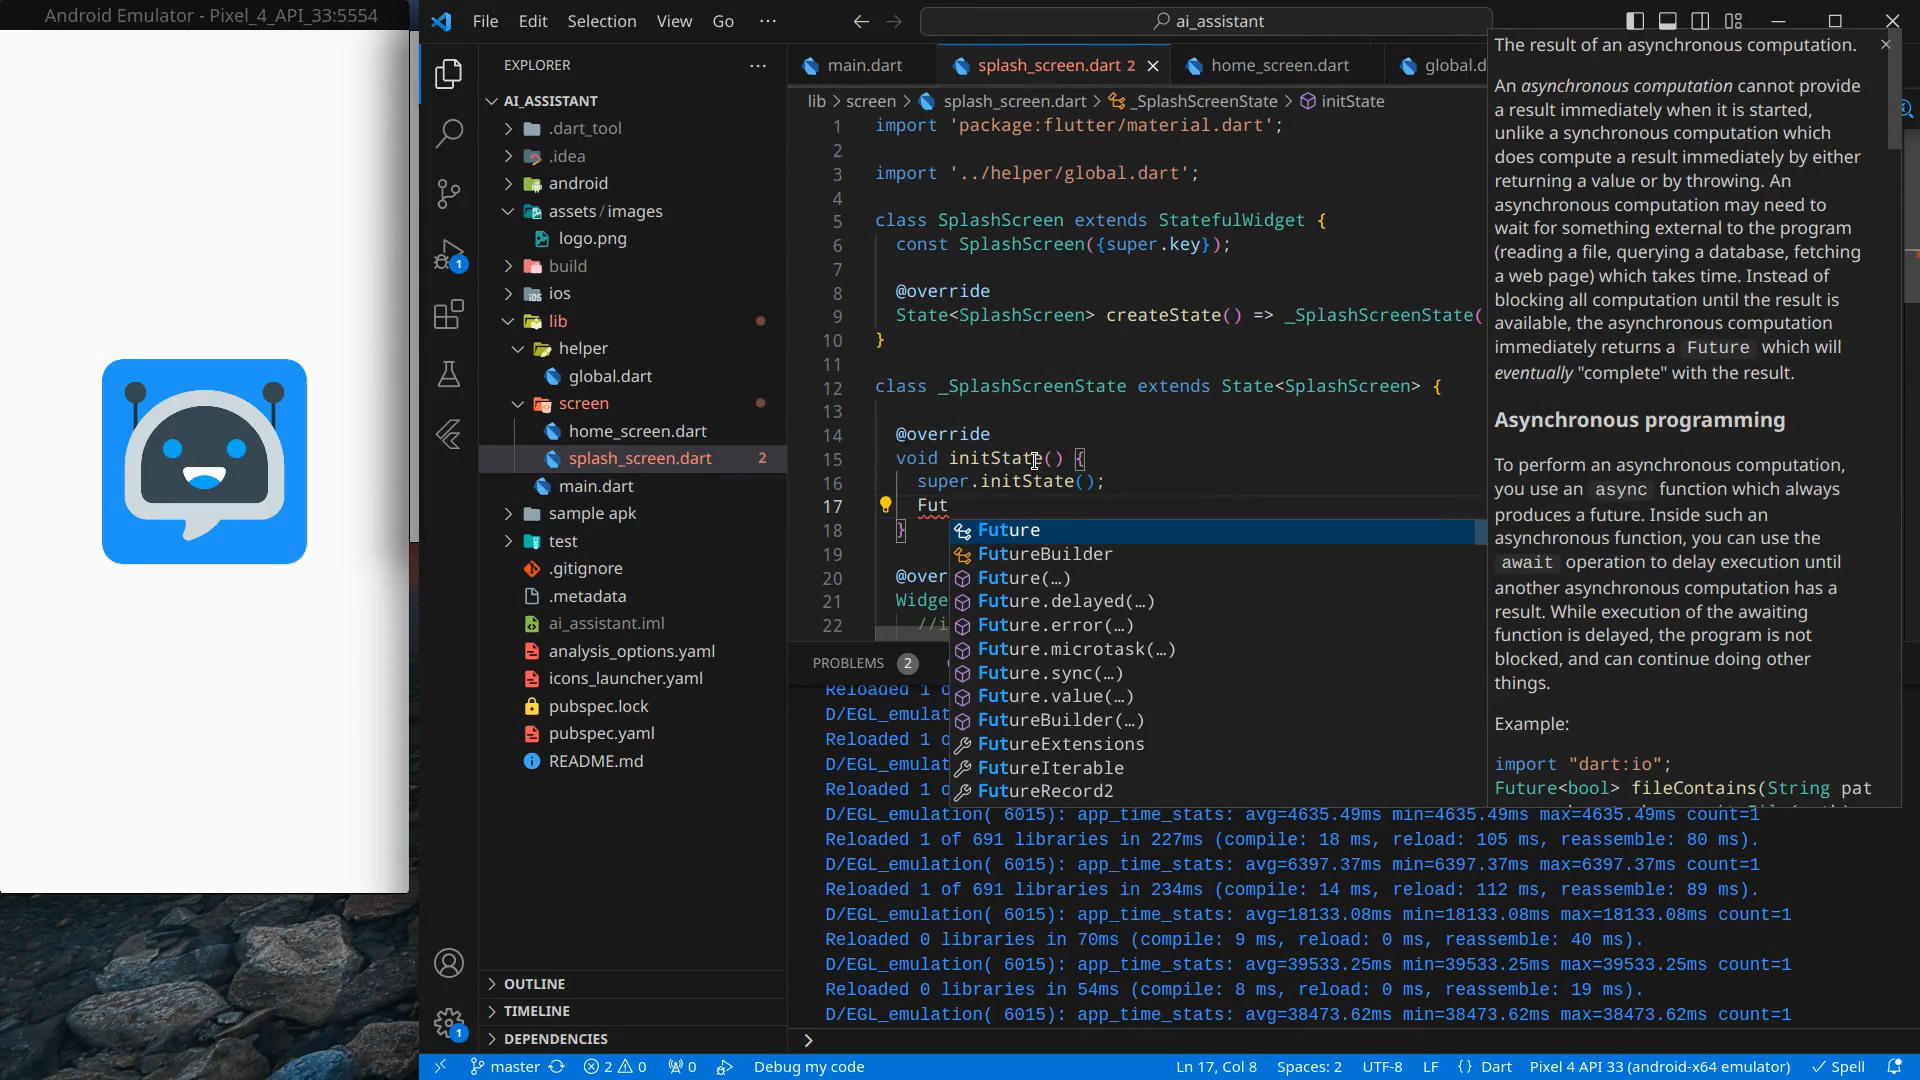 Android Emulator - Pixel_4_API_33:5554
File Edit Selection View Go ···
ai_assistant
EXPLORER
AI_ASSISTANT
.dart_tool
.idea
android
assets/images
logo.png
build
ios
lib
helper
global.dart
screen
home_screen.dart
splash_screen.dart 2
main.dart
sample apk
test
.gitignore
.metadata
ai_assistant.iml
analysis_options.yaml
icons_launcher.yaml
pubspec.lock
pubspec.yaml
README.md
OUTLINE
TIMELINE
DEPENDENCIES
1
1
main.dart
splash_screen.dart 2
home_screen.dart
global.d
lib > screen > splash_screen.dart > _SplashScreenState > initState
1 import 'package:flutter/material.dart';
2
3 import '../helper/global.dart';
4
5 class SplashScreen extends StatefulWidget {
6 const SplashScreen({super.key});
7
8 @override
9 State<SplashScreen> createState() => _SplashScreenState(
10 }
11
12 class _SplashScreenState extends State<SplashScreen> {
13
14 @override
15 void initState() {
16 super.initState();
17 Fut
18 }
19
20 @over
21 Widge
22 //i
Future
FutureBuilder
Future(…)
Future.delayed(…)
Future.error(…)
Future.microtask(…)
Future.sync(…)
Future.value(…)
FutureBuilder(…)
FutureExtensions
FutureIterable
FutureRecord2
The result of an asynchronous computation.
An asynchronous computation cannot provide
a result immediately when it is started,
unlike a synchronous computation which
does compute a result immediately by either
returning a value or by throwing. An
asynchronous computation may need to
wait for something external to the program
(reading a file, querying a database, fetching
a web page) which takes time. Instead of
blocking all computation until the result is
available, the asynchronous computation
immediately returns a Future which will
eventually "complete" with the result.
Asynchronous programming
To perform an asynchronous computation,
you use an async function which always
produces a future. Inside such an
asynchronous function, you can use the
await operation to delay execution until
another asynchronous computation has a
result. While execution of the awaiting
function is delayed, the program is not
blocked, and can continue doing other
things.
Example:
import "dart:io";
Future<bool> fileContains(String pat
PROBLEMS 2
Reloaded 1 o
D/EGL_emulat
Reloaded 1 o
D/EGL_emulat
Reloaded 1 o
D/EGL_emulation( 6015): app_time_stats: avg=4635.49ms min=4635.49ms max=4635.49ms count=1
Reloaded 1 of 691 libraries in 227ms (compile: 18 ms, reload: 105 ms, reassemble: 80 ms).
D/EGL_emulation( 6015): app_time_stats: avg=6397.37ms min=6397.37ms max=6397.37ms count=1
Reloaded 1 of 691 libraries in 234ms (compile: 14 ms, reload: 112 ms, reassemble: 89 ms).
D/EGL_emulation( 6015): app_time_stats: avg=18133.08ms min=18133.08ms max=18133.08ms count=1
Reloaded 0 libraries in 70ms (compile: 9 ms, reload: 0 ms, reassemble: 40 ms).
D/EGL_emulation( 6015): app_time_stats: avg=39533.25ms min=39533.25ms max=39533.25ms count=1
Reloaded 0 libraries in 54ms (compile: 8 ms, reload: 0 ms, reassemble: 19 ms).
D/EGL_emulation( 6015): app_time_stats: avg=38473.62ms min=38473.62ms max=38473.62ms count=1
master 2 0 0 Debug my code Ln 17, Col 8 Spaces: 2 UTF-8 LF {} Dart Pixel 4 API 33 (android-x64 emulator) Spell